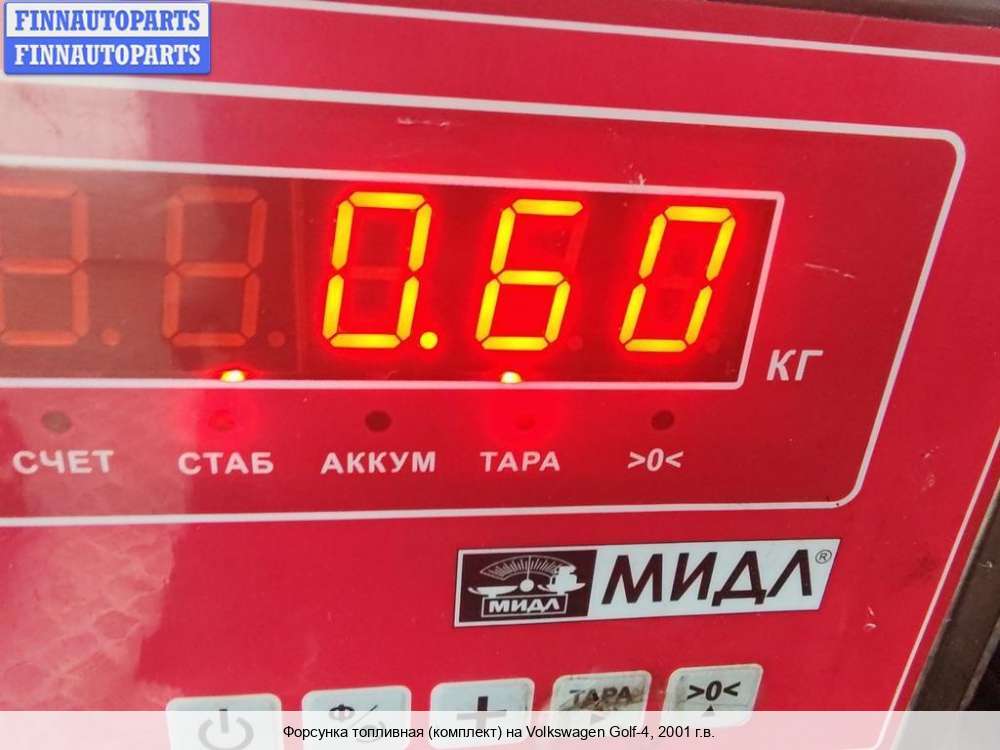 FINNAUTOPARTS
FINNAUTOPARTS
0.60
КГ
СЧЕТ СТАБ АККУМ ТАРА >0<
МИДЛ МИДЛ®
+ ТАРА >0<
Форсунка топливная (комплект) на Volkswagen Golf-4, 2001 г.в.